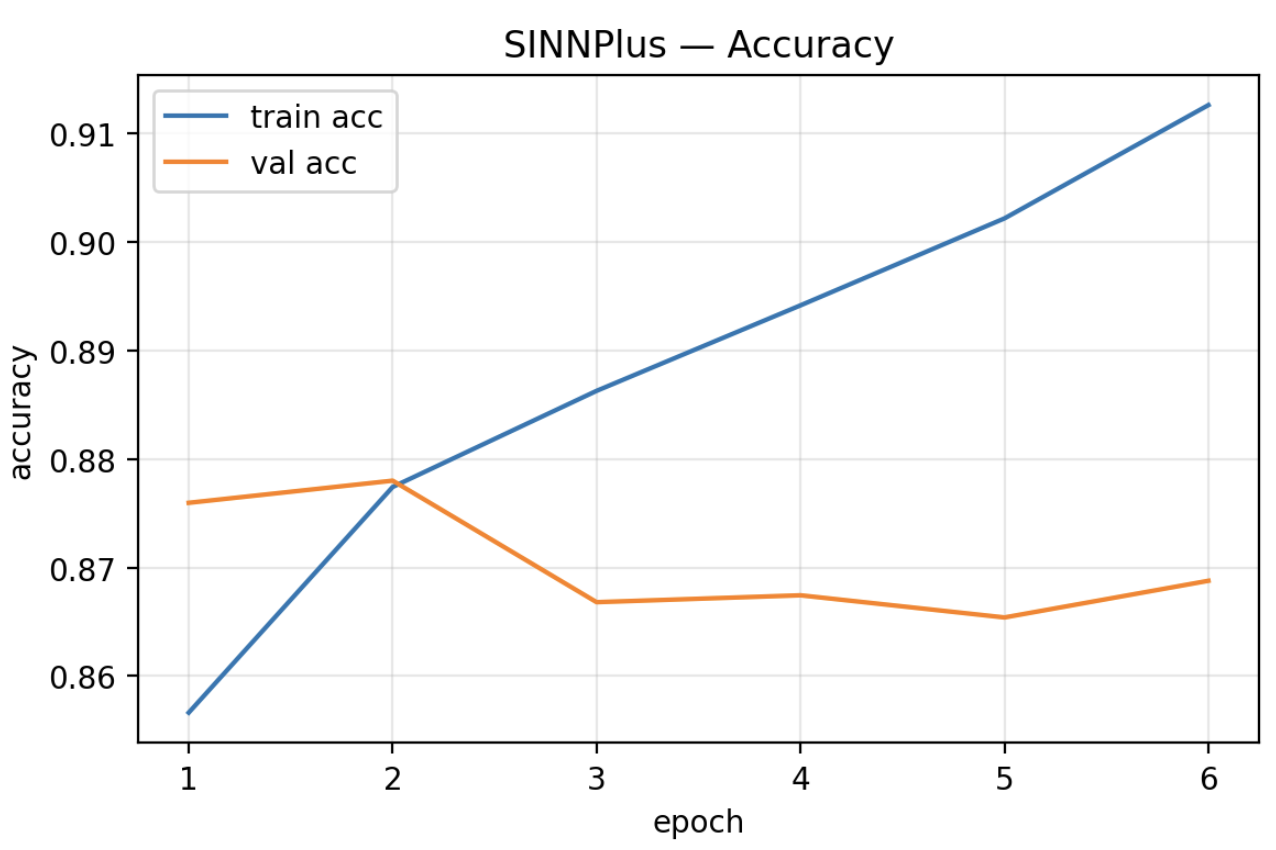 SINNPlus — Accuracy
train acc
val acc
0.91
0.90
0.89
0.88
0.87
0.86
accuracy
1 2 3 4 5 6
epoch